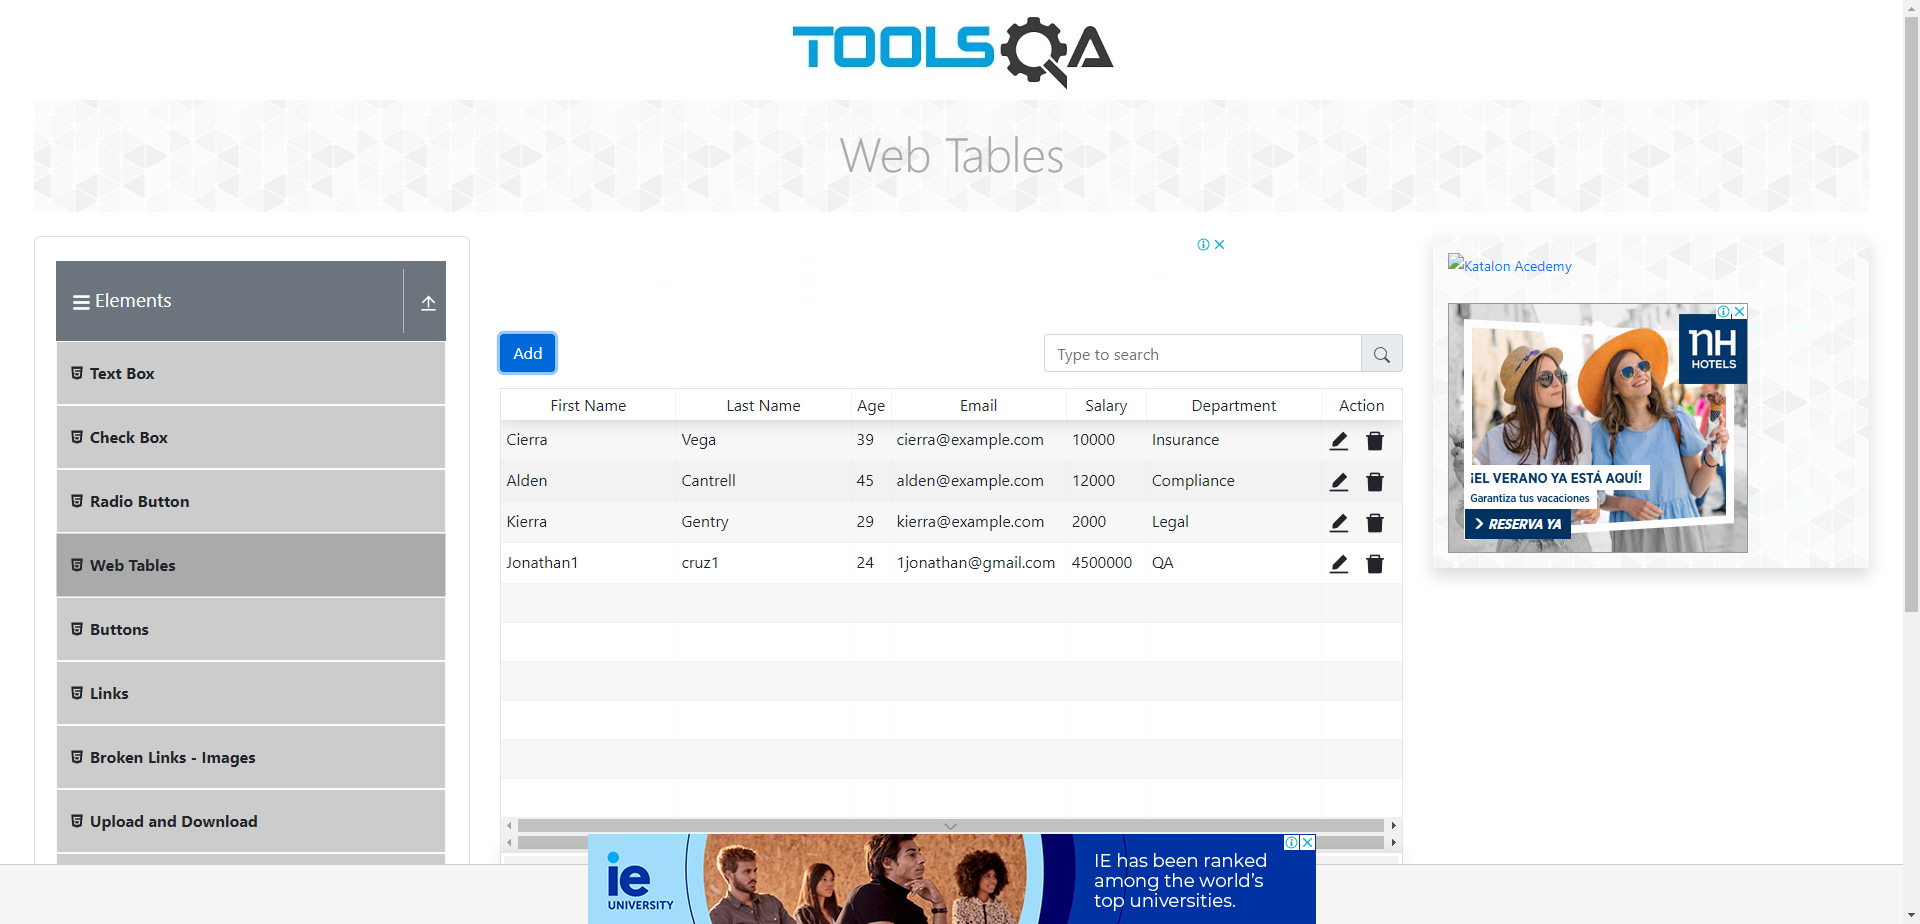 TOOLSQA
Web Tables
Elements
Text Box
Check Box
Radio Button
Web Tables
Buttons
Links
Broken Links - Images
Upload and Download
Add
Type to search
First Name Last Name Age Email Salary Department Action
Cierra Vega 39 cierra@example.com 10000 Insurance
Alden Cantrell 45 alden@example.com 12000 Compliance
Kierra Gentry 29 kierra@example.com 2000 Legal
Jonathan1 cruz1 24 1jonathan@gmail.com 4500000 QA
Katalon Acedemy
nH
HOTELS
¡EL VERANO YA ESTÁ AQUÍ!
Garantiza tus vacaciones
RESERVA YA
ie
UNIVERSITY
IE has been ranked
among the world's
top universities.